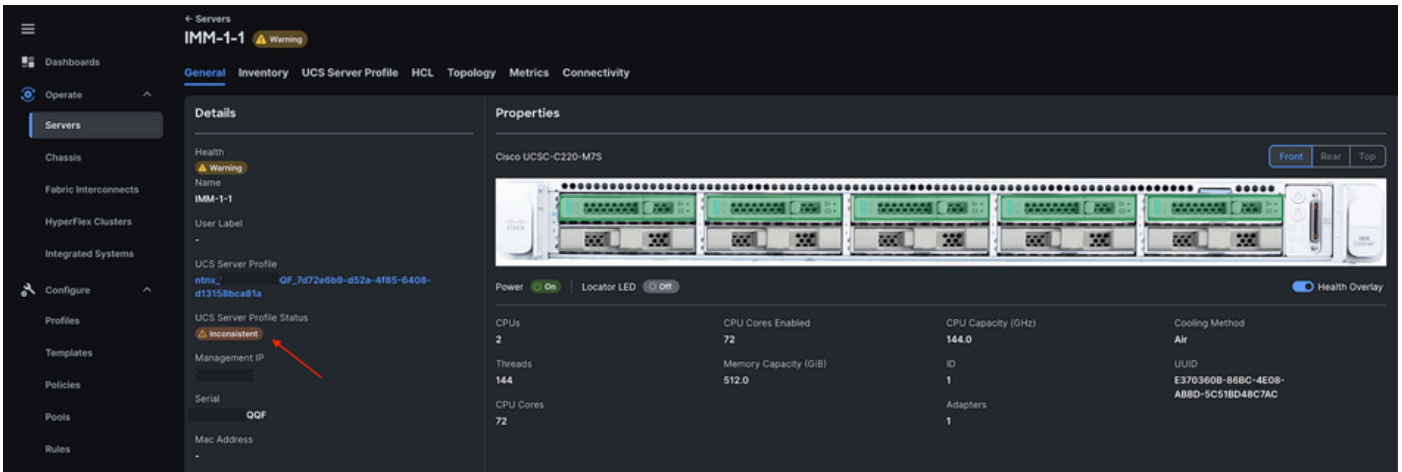 ← Servers
IMM-1-1 Warning
Dashboards
General Inventory UCS Server Profile HCL Topology Metrics Connectivity
Operate
Servers
Chassis
Fabric Interconnects
HyperFlex Clusters
Integrated Systems
Configure
Profiles
Templates
Policies
Pools
Rules
Details
Health
Warning
Name
IMM-1-1
User Label
-
UCS Server Profile
ntnx_ QF_7d72e6b9-d52a-4f85-6408-
d13158bca81a
UCS Server Profile Status
Inconsistent
Management IP
Serial
QQF
Mac Address
-
Properties
Cisco UCSC-C220-M7S
Front Rear Top
Power On Locator LED Off
Health Overlay
CPUs
2
CPU Cores Enabled
72
CPU Capacity (GHz)
144.0
Cooling Method
Air
Threads
144
Memory Capacity (GiB)
512.0
ID
1
UUID
E370360B-86BC-4E08-
ABBD-5C51BD48C7AC
CPU Cores
72
Adapters
1